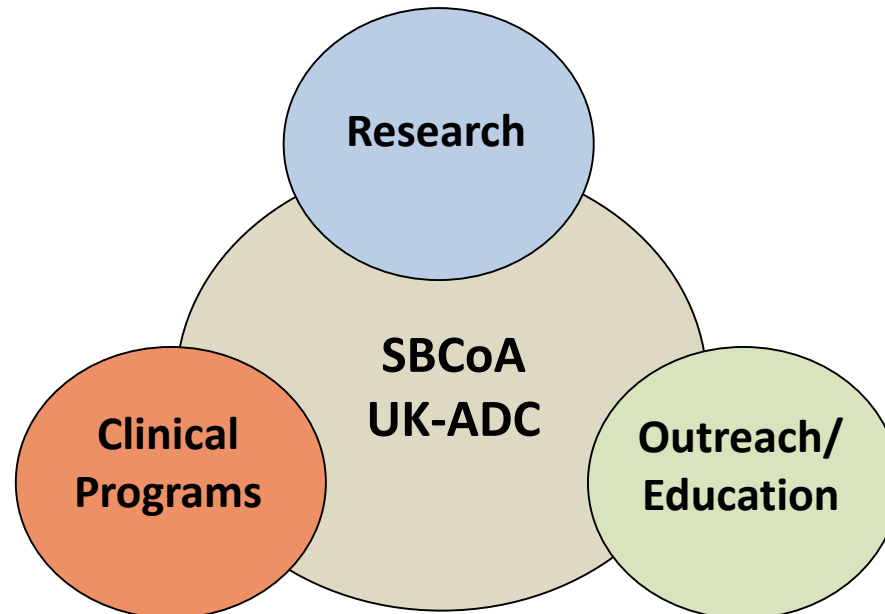 Research
SBCoA
UK-ADC
Clinical
Programs
Outreach/
Education